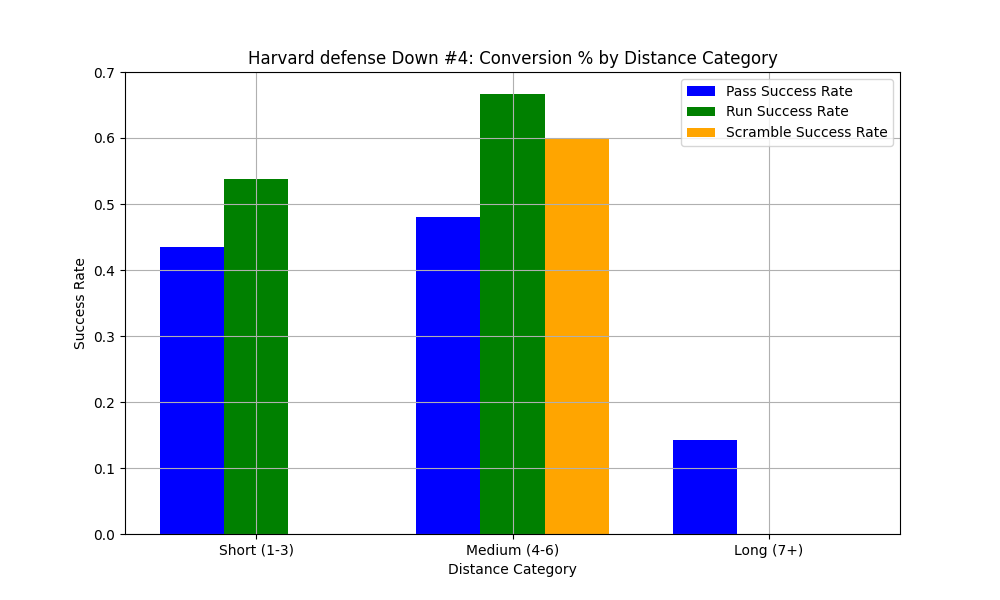 Harvard defense Down #4: Conversion % by Distance Category
0.7
0.6
0.5
0.4
0.3
0.2
0.1
0.0
Success Rate
Pass Success Rate
Run Success Rate
Scramble Success Rate
Short (1-3)
Medium (4-6)
Long (7+)
Distance Category